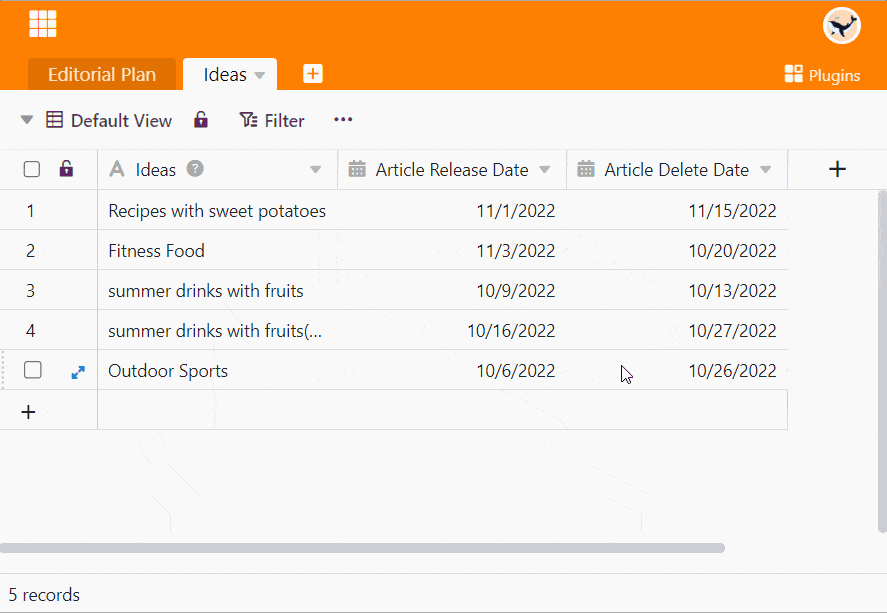 Editorial Plan Ideas Plugins
Default View Filter
Ideas Article Release Date Article Delete Date
1 Recipes with sweet potatoes 11/1/2022 11/15/2022
2 Fitness Food 11/3/2022 10/20/2022
3 summer drinks with fruits 10/9/2022 10/13/2022
4 summer drinks with fruits(... 10/16/2022 10/27/2022
Outdoor Sports 10/6/2022 10/26/2022
5 records